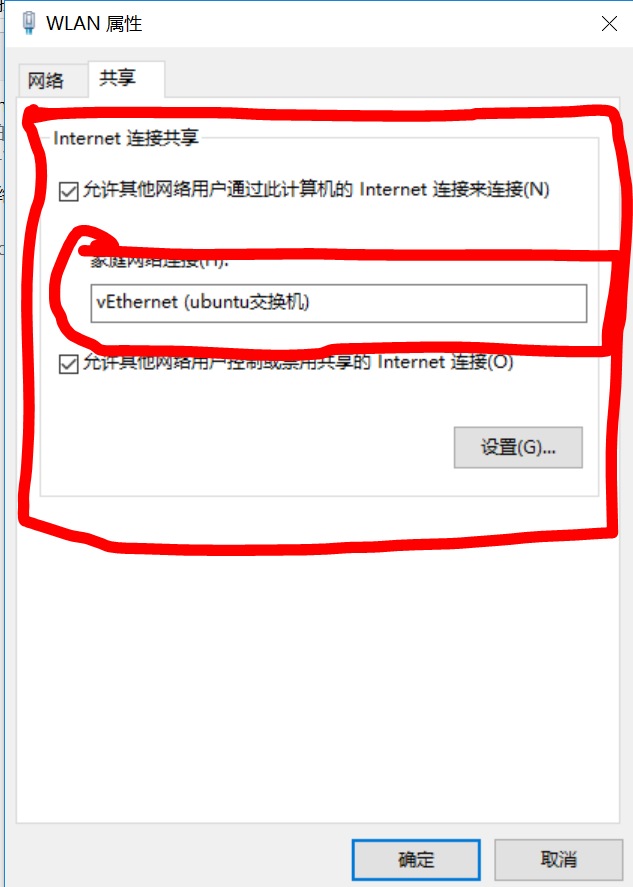 WLAN 属性
网络
共享
Internet 连接共享
允许其他网络用户通过此计算机的 Internet 连接来连接(N)
家庭网络连接(H):
vEthernet (ubuntu交换机)
允许其他网络用户控制或禁用共享的 Internet 连接(O)
设置(G)...
确定
取消